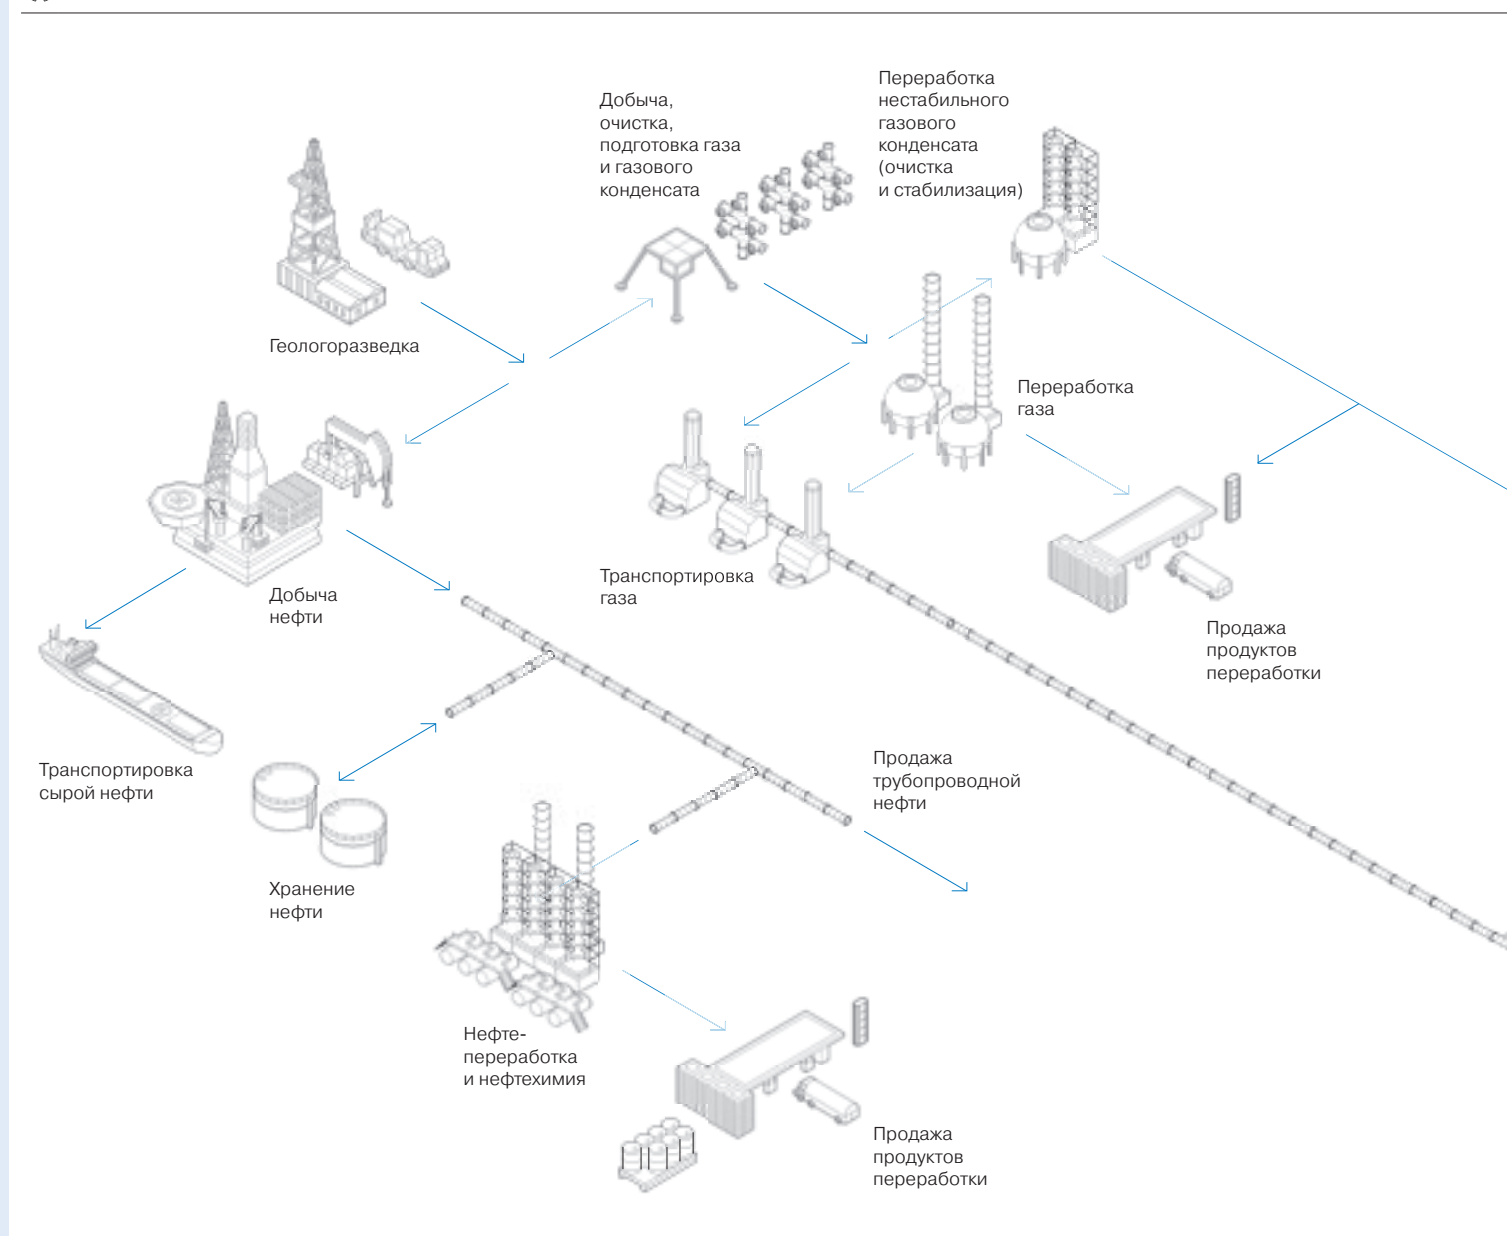 Переработка
нестабильного
газового
конденсата
(очистка
и стабилизация)
Добыча,
очистка,
подготовка газа
и газового
конденсата
Геологоразведка
Переработка
газа
Транспортировка
газа
Добыча
нефти
Продажа
продуктов
переработки
Транспортировка
сырой нефти
Продажа
трубопроводной
нефти
Хранение
нефти
Нефте-
переработка
и нефтехимия
Продажа
продуктов
переработки